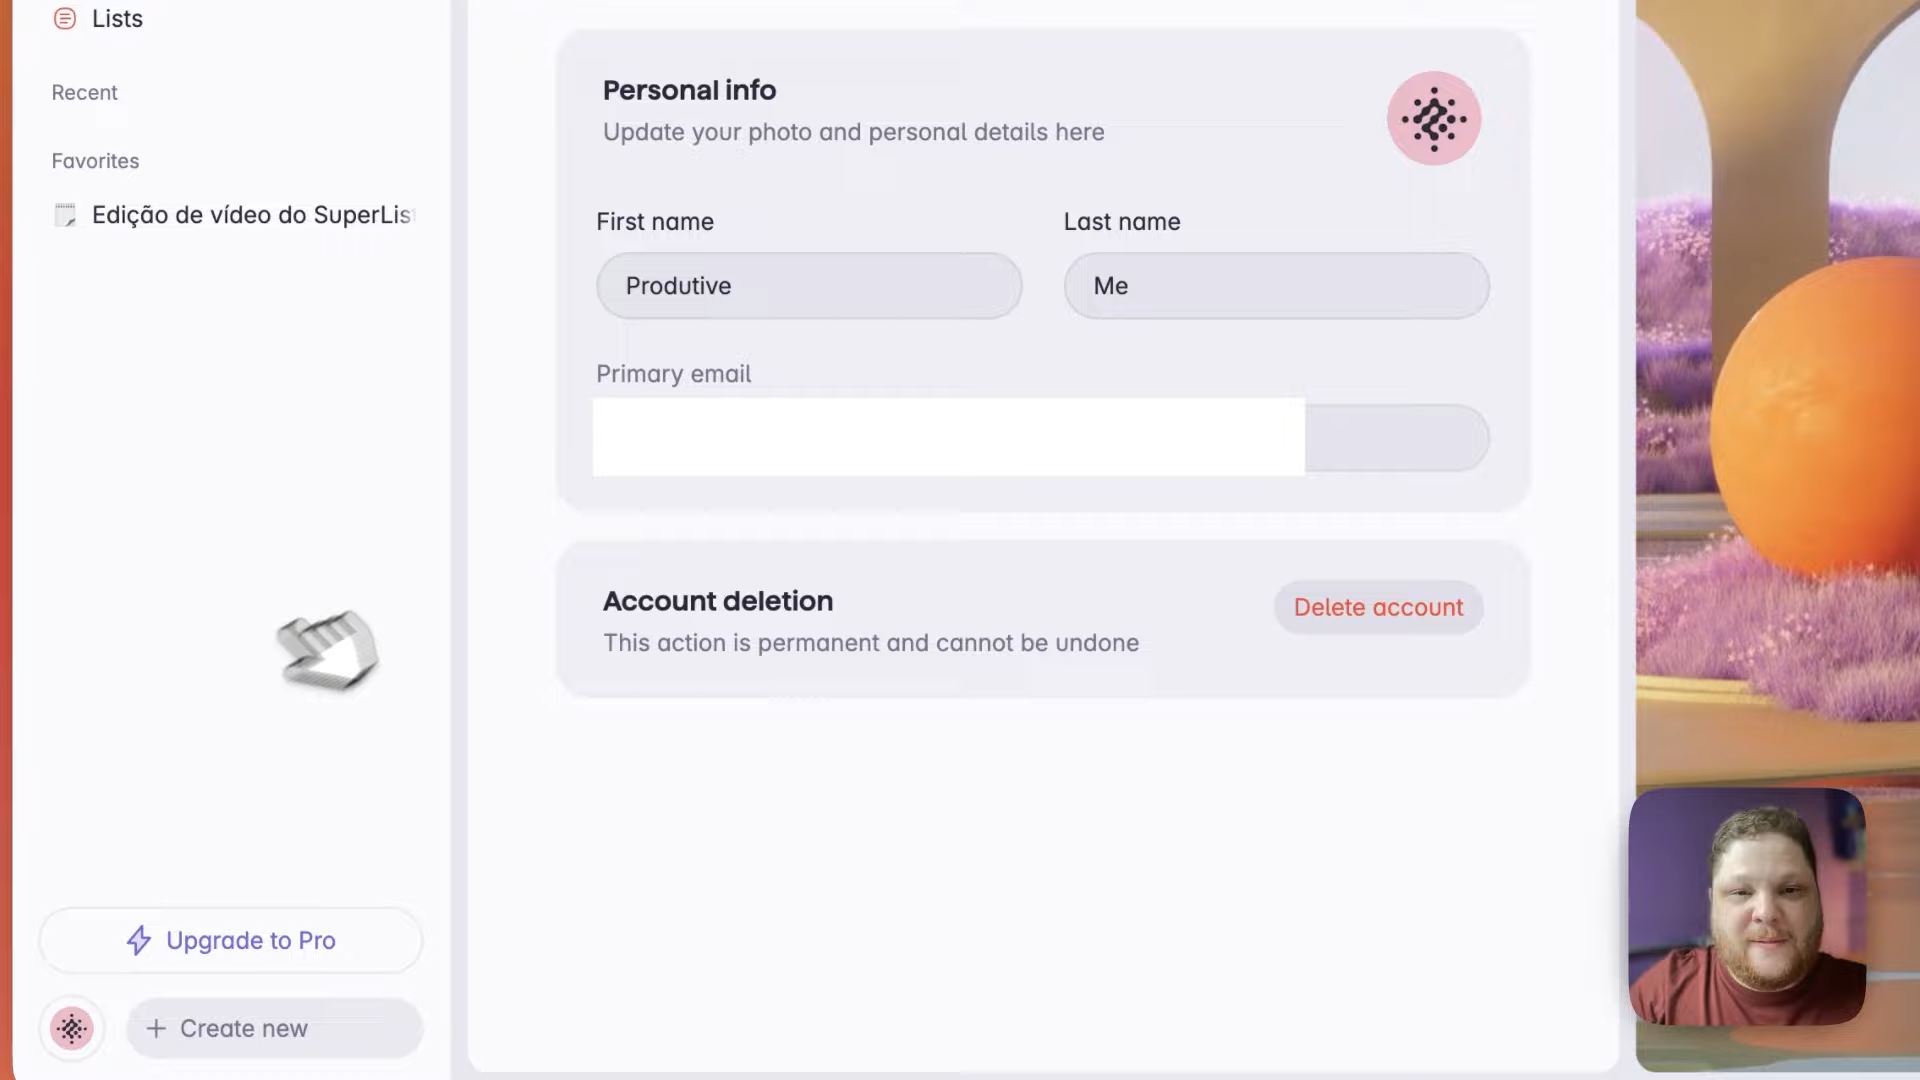 Lists
Recent
Favorites
Edição de vídeo do SuperLis
Upgrade to Pro
+ Create new
Personal info
Update your photo and personal details here
First name
Last name
Produtive
Me
Primary email
Account deletion
This action is permanent and cannot be undone
Delete account